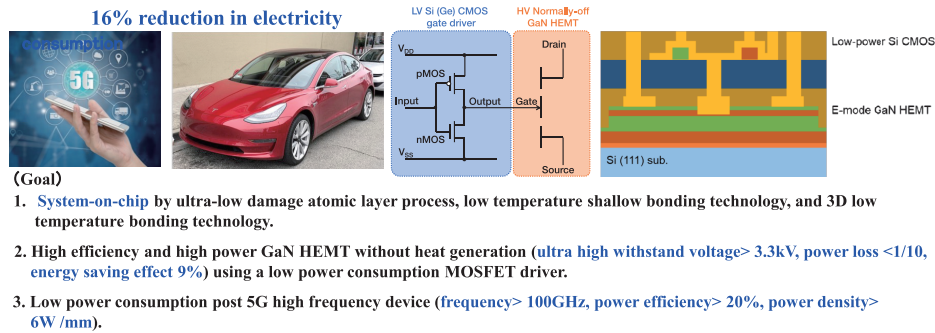 16% reduction in electricity
consumption
5G
LV Si (Ge) CMOS
gate driver
HV Normally-off
GaN HEMT
VDD
pMOS
Input
Output
nMOS
VSS
Drain
Gate
Source
Low-power Si CMOS
E-mode GaN HEMT
Si (111) sub.
(Goal)
1. System-on-chip by ultra-low damage atomic layer process, low temperature shallow bonding technology, and 3D low
temperature bonding technology.
2. High efficiency and high power GaN HEMT without heat generation (ultra high withstand voltage> 3.3kV, power loss <1/10,
energy saving effect 9%) using a low power consumption MOSFET driver.
3. Low power consumption post 5G high frequency device (frequency> 100GHz, power efficiency> 20%, power density>
6W /mm).